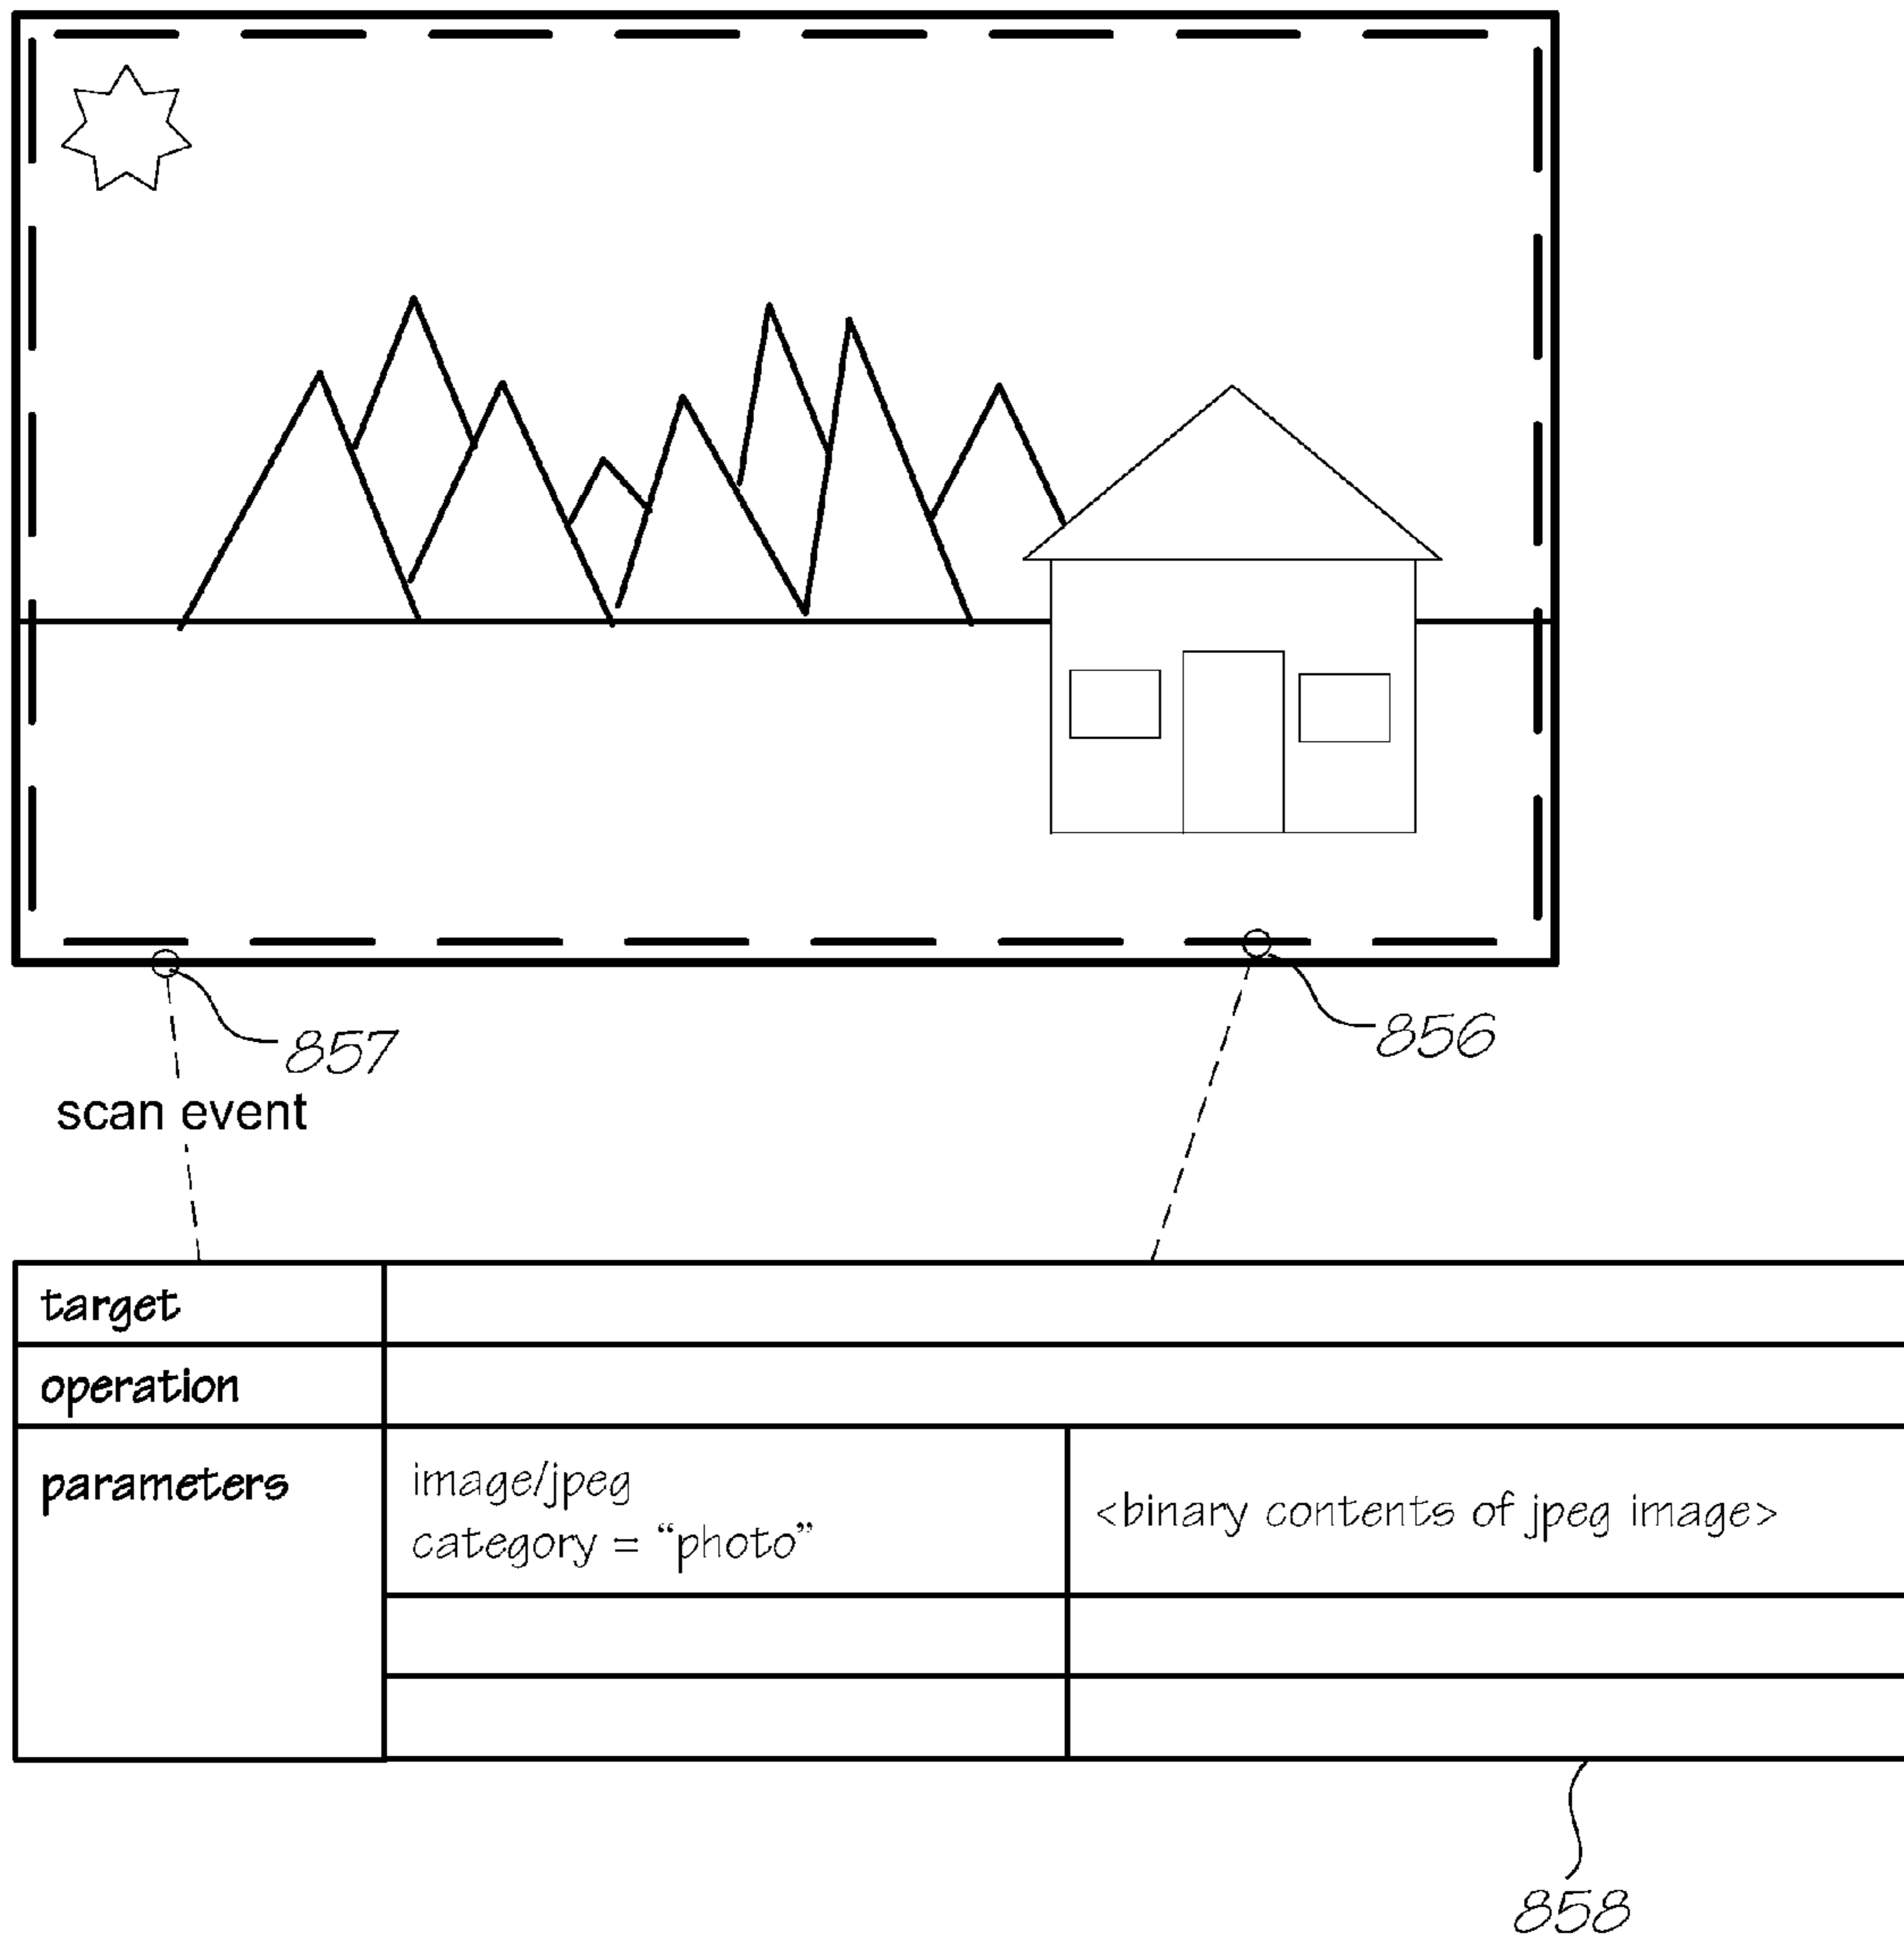 857
856
scan event
target
operation
parameters
image/jpeg
category = “photo”
<binary contents of jpeg image>
858